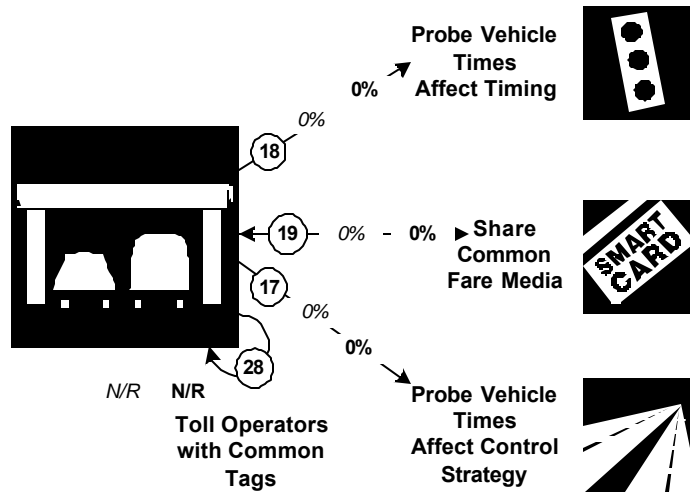 Probe Vehicle
Times
Affect Timing
0%
0%
18
19
0%
0%
Share
Common
Fare Media
SMART
CARD
17
0%
0%
28
N/R
N/R
Toll Operators
with Common
Tags
Probe Vehicle
Times
Affect Control
Strategy